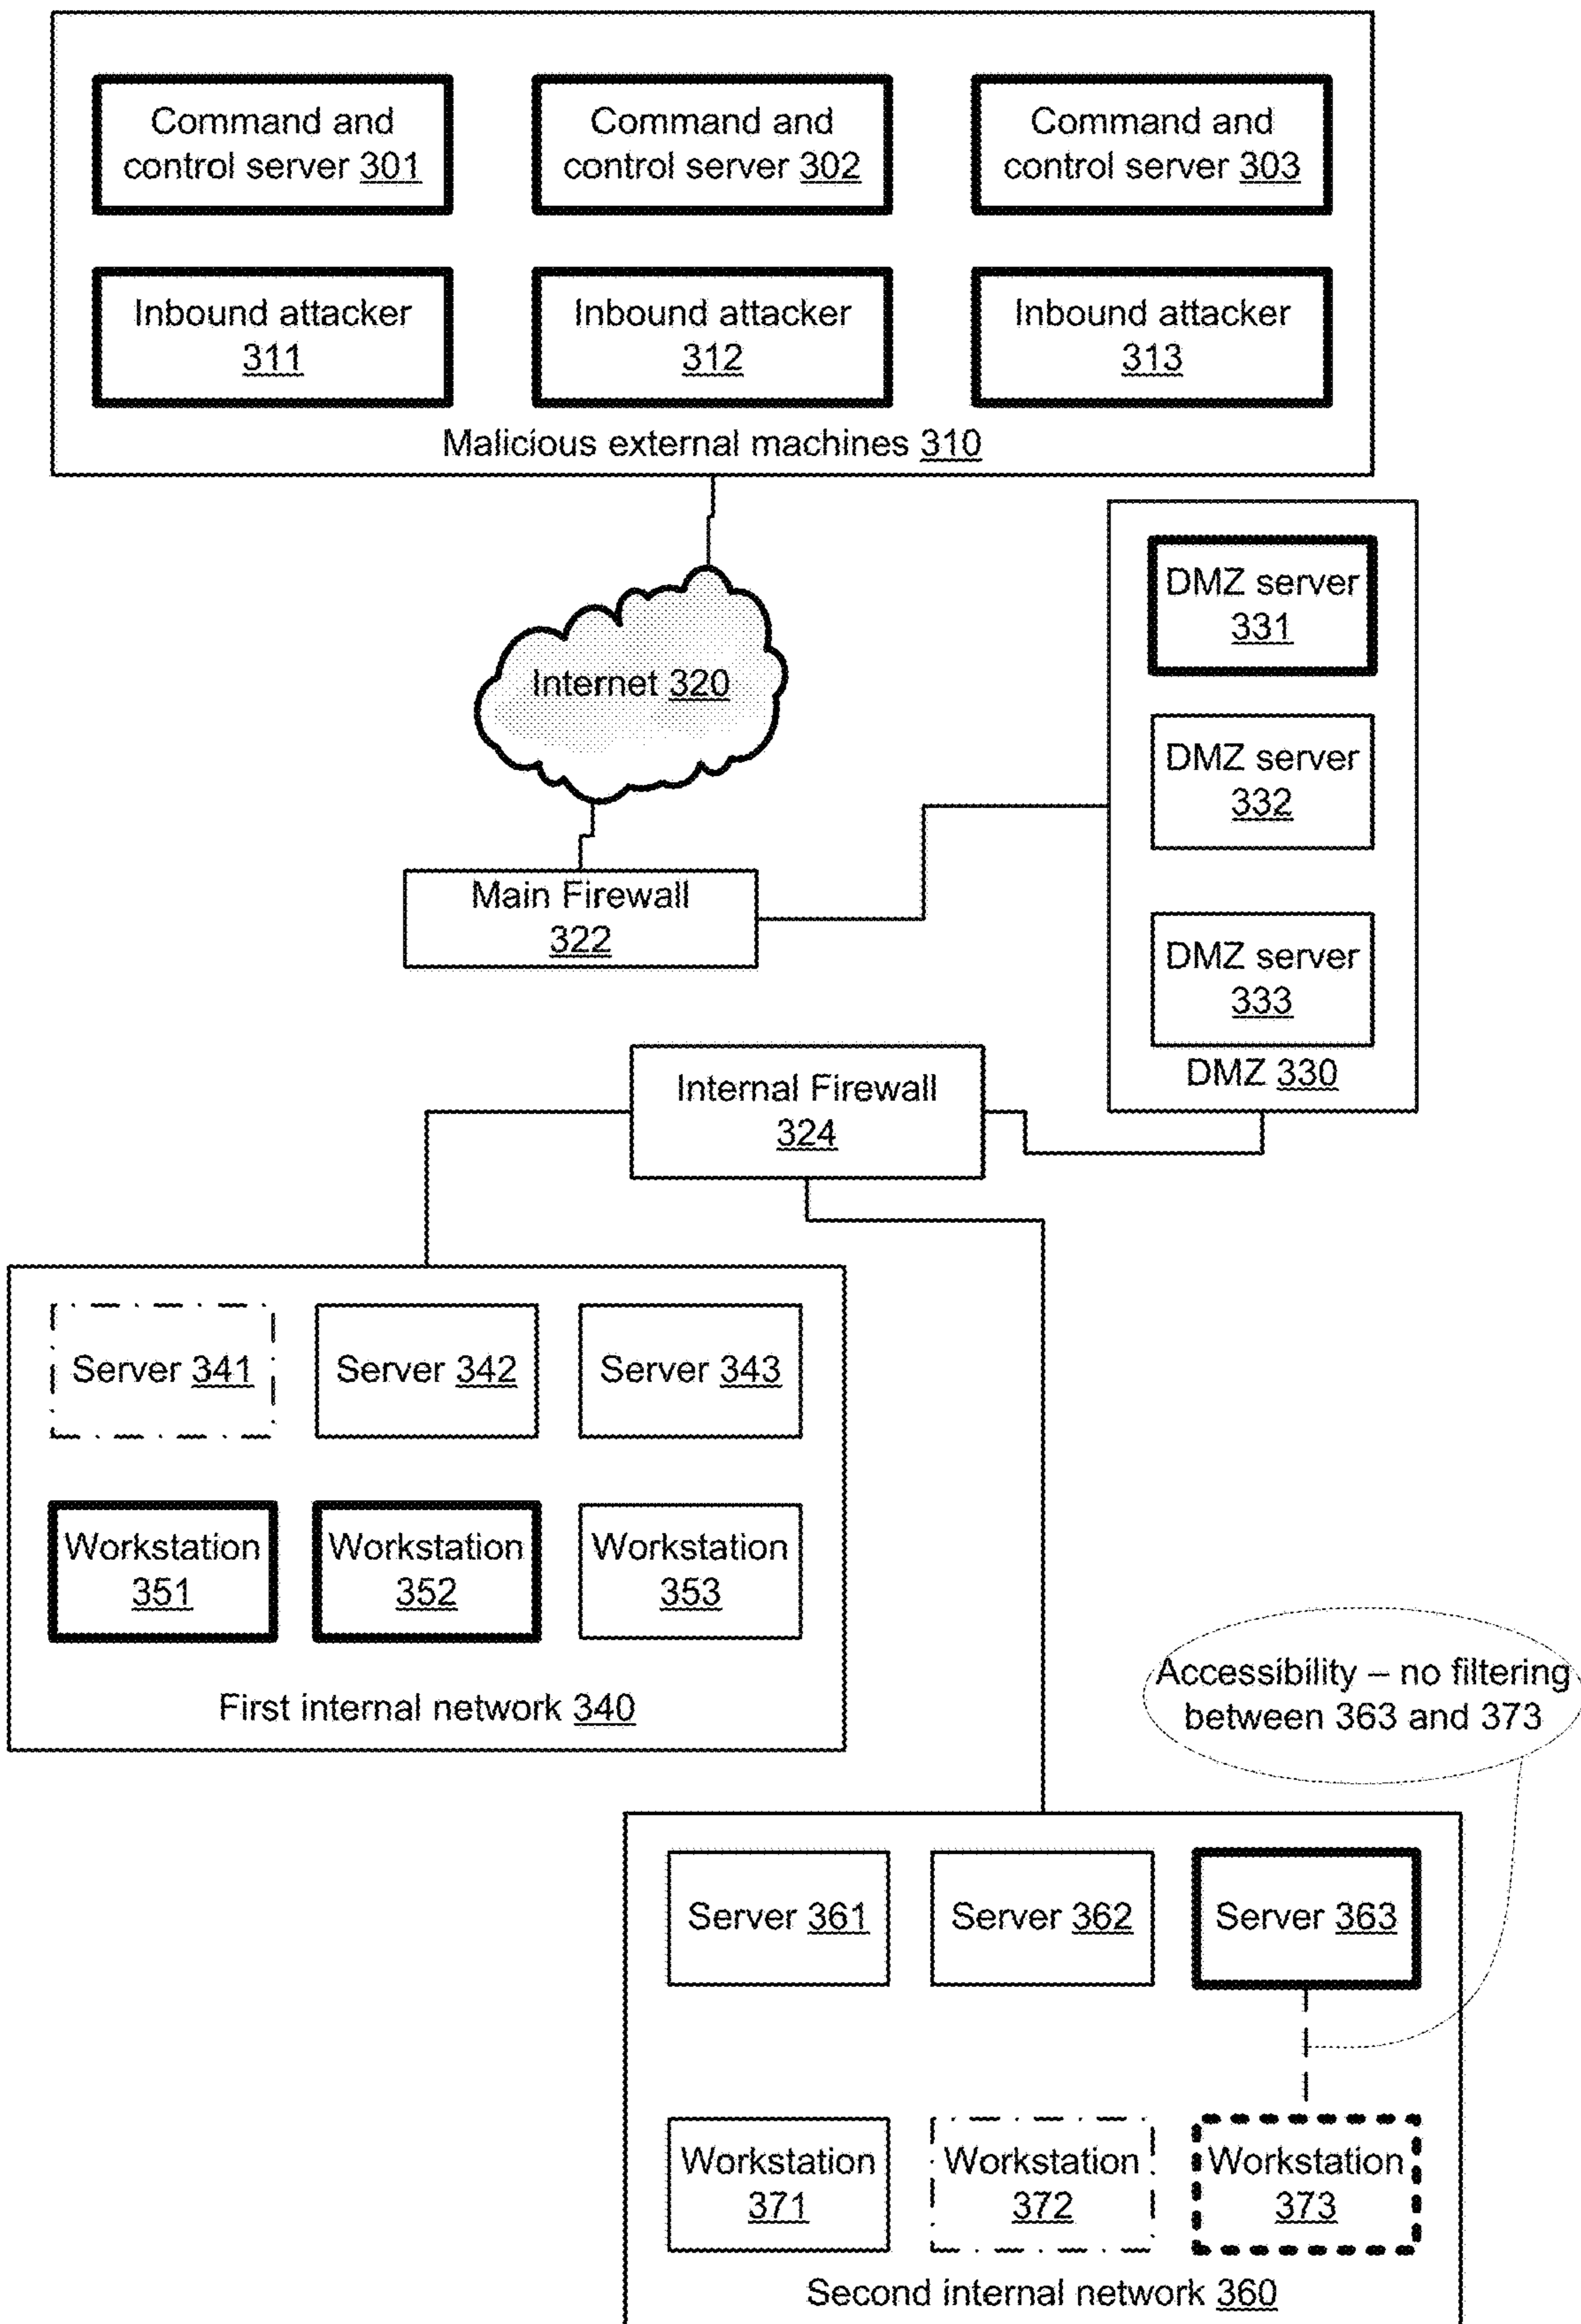 Command and
control server 301
Command and
control server 302
Command and
control server 303
Inbound attacker
311
Inbound attacker
312
Inbound attacker
313
Malicious external machines 310
Internet 320
DMZ server
331
DMZ server
332
DMZ server
333
DMZ 330
Main Firewall
322
Internal Firewall
324
Server 341
Server 342
Server 343
Workstation
351
Workstation
352
Workstation
353
First internal network 340
Accessibility – no filtering
between 363 and 373
Server 361
Server 362
Server 363
Workstation
371
Workstation
372
Workstation
373
Second internal network 360